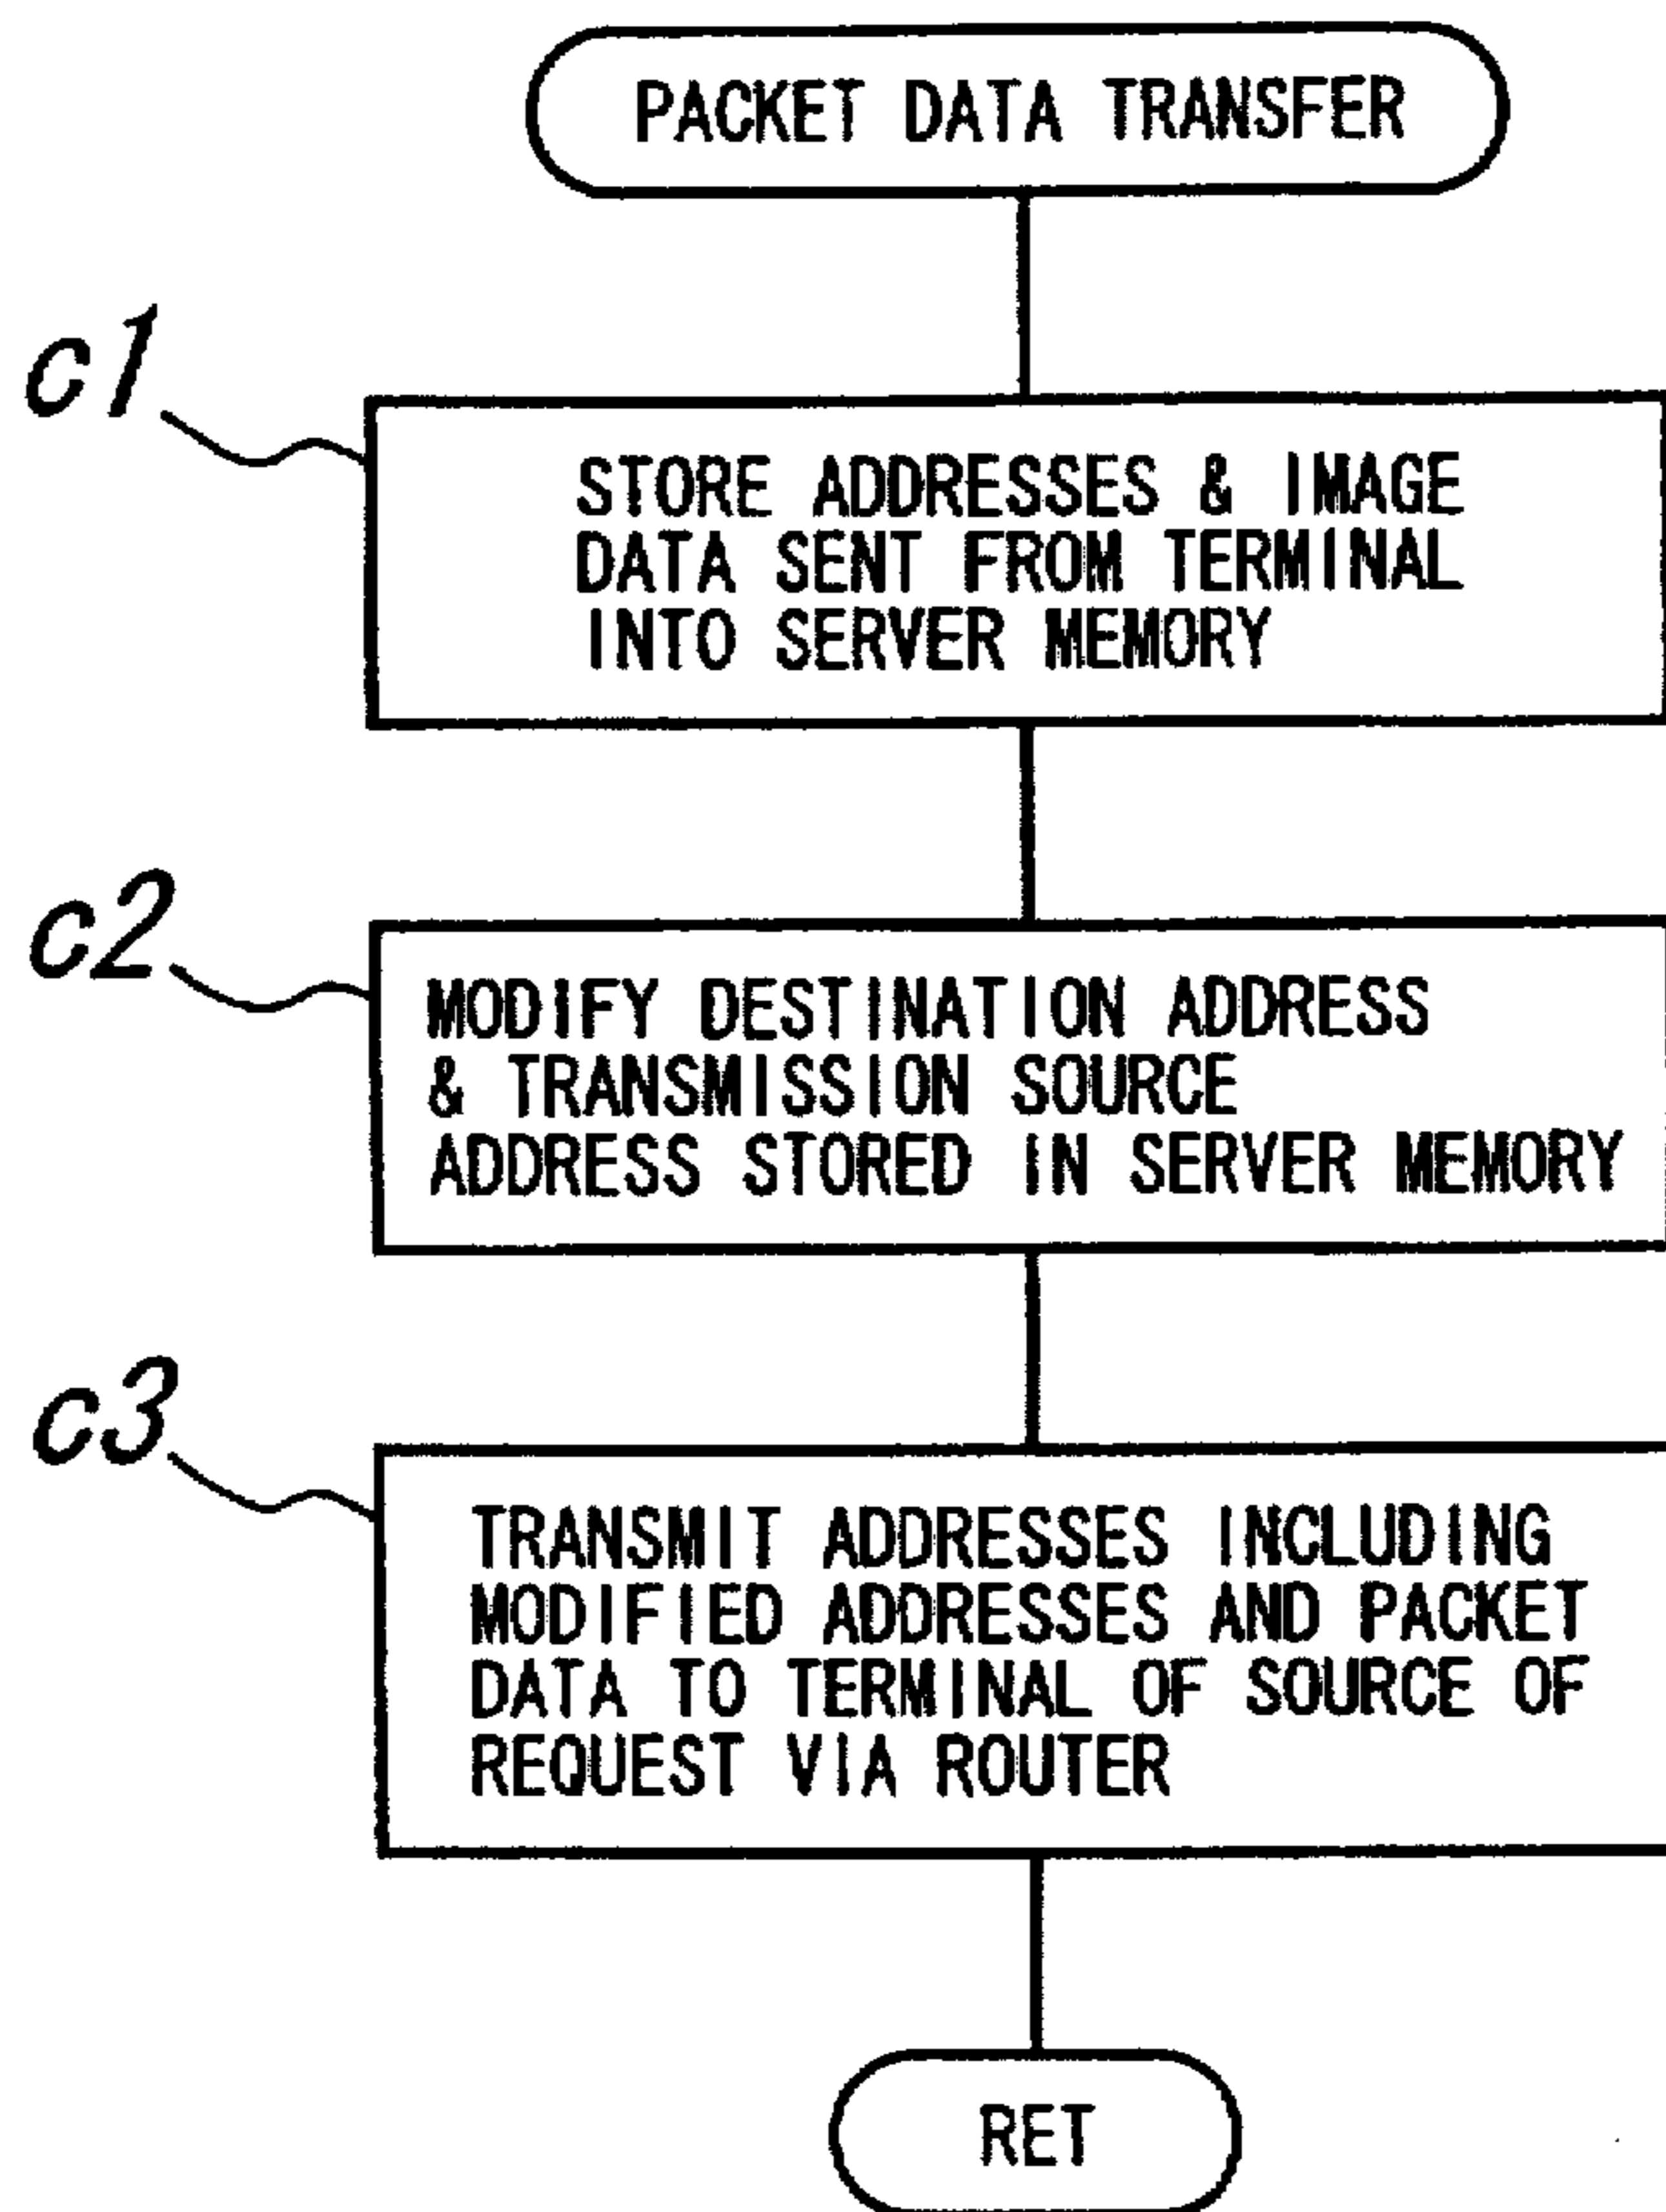 PACKET DATA TRANSFER
c1
STORE ADDRESSES & IMAGE
DATA SENT FROM TERMINAL
INTO SERVER MEMORY
c2
MODIFY DESTINATION ADDRESS
& TRANSMISSION SOURCE
ADDRESS STORED IN SERVER MEMORY
c3
TRANSMIT ADDRESSES INCLUDING
MODIFIED ADDRESSES AND PACKET
DATA TO TERMINAL OF SOURCE OF
REQUEST VIA ROUTER
RET